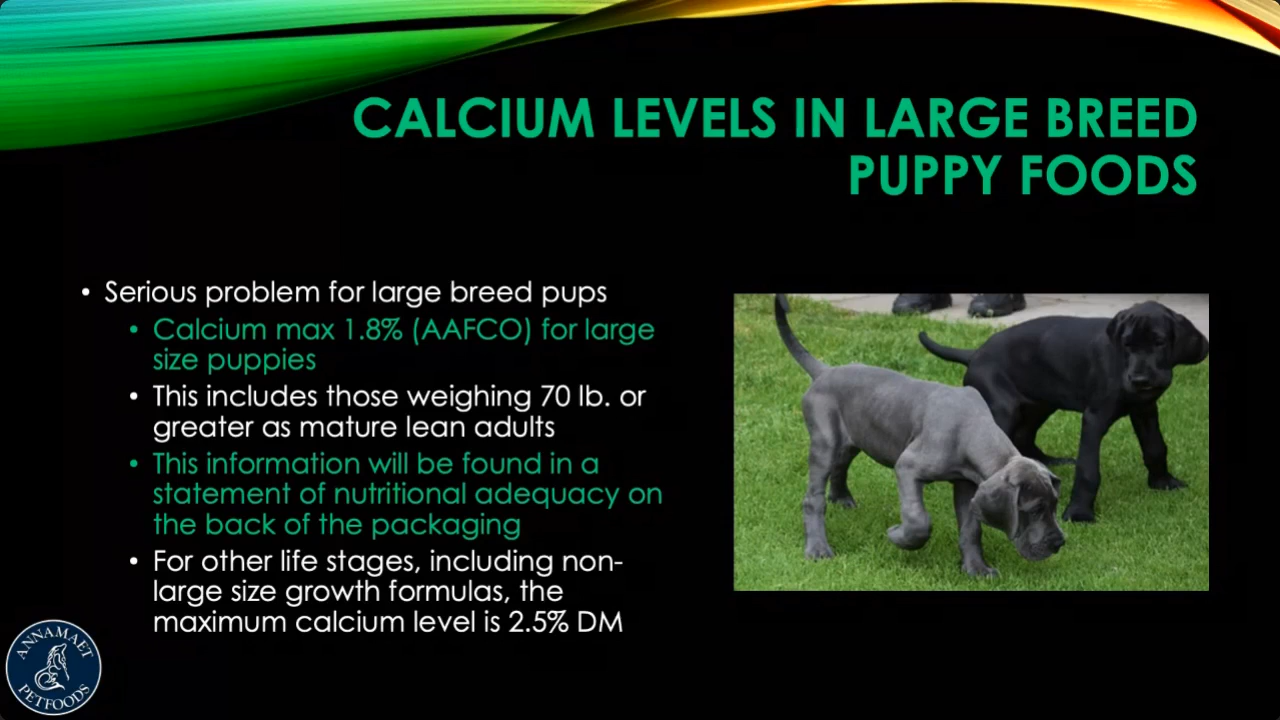 CALCIUM LEVELS IN LARGE BREED
PUPPY FOODS
• Serious problem for large breed pups
• Calcium max 1.8% (AAFCO) for large
size puppies
• This includes those weighing 70 lb. or
greater as mature lean adults
• This information will be found in a
statement of nutritional adequacy on
the back of the packaging
• For other life stages, including non-
large size growth formulas, the
maximum calcium level is 2.5% DM
ANNAMAET
PETFOODS